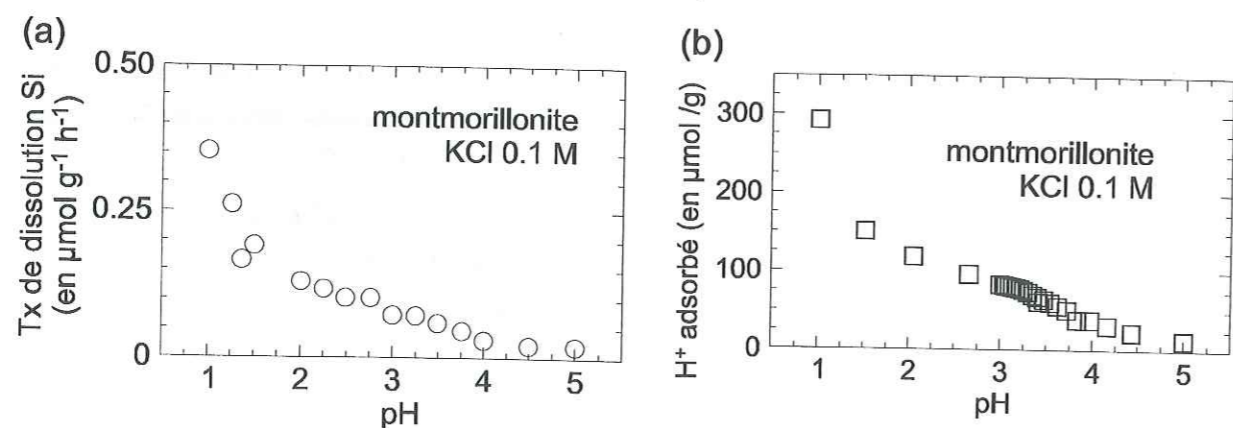 (a)
Tx de dissolution Si
(en µmol g⁻¹ h⁻¹)
0.50
0.25
0
montmorillonite
KCl 0.1 M
1 2 3 4 5
pH
(b)
H⁺ adsorbé (en µmol /g)
300
200
100
0
montmorillonite
KCl 0.1 M
1 2 3 4 5
pH